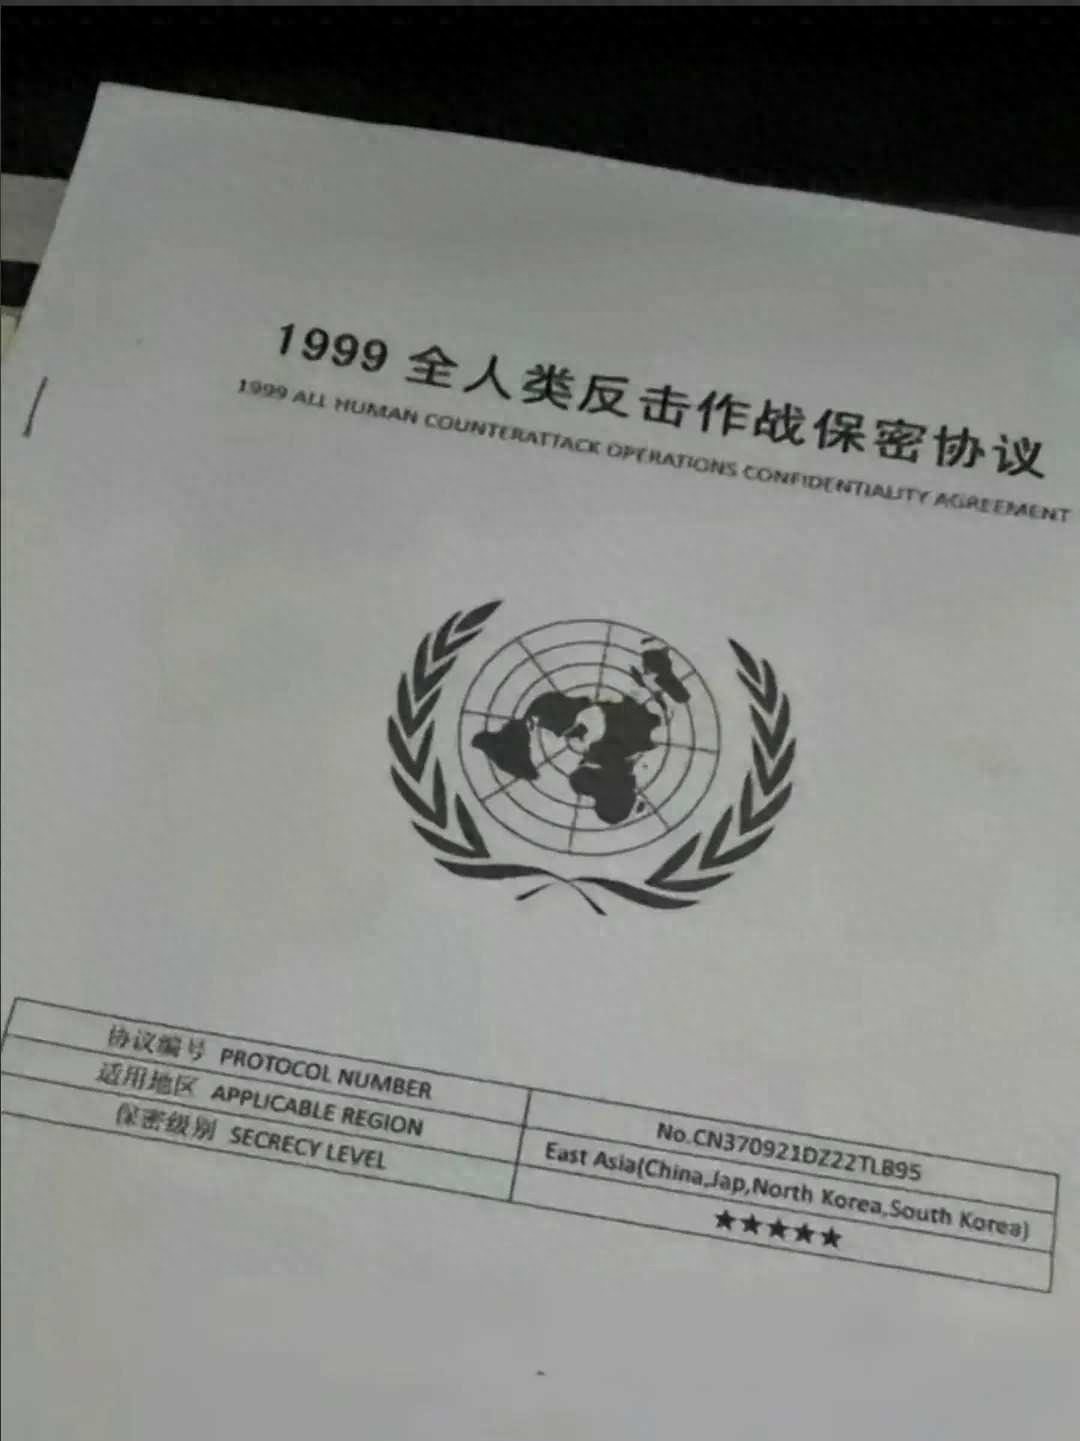 1999 全人类反击作战保密协议
1999 ALL HUMAN COUNTERATTACK OPERATIONS CONFIDENTIALITY AGREEMENT
协议编号 PROTOCOL NUMBER No.CN370921DZ22TLB95
适用地区 APPLICABLE REGION East Asia(China,Jap,North Korea,South Korea)
保密级别 SECRECY LEVEL ★★★★★